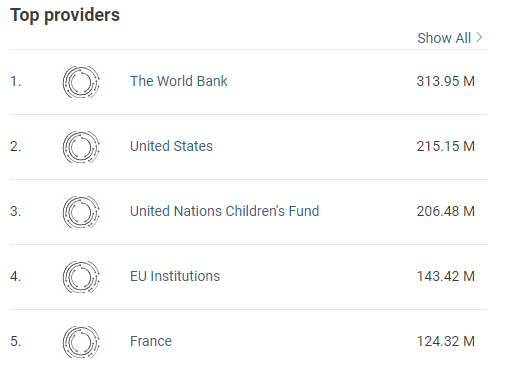 Top providers
Show All
1. The World Bank 313.95 M
2. United States 215.15 M
3. United Nations Children's Fund 206.48 M
4. EU Institutions 143.42 M
5. France 124.32 M